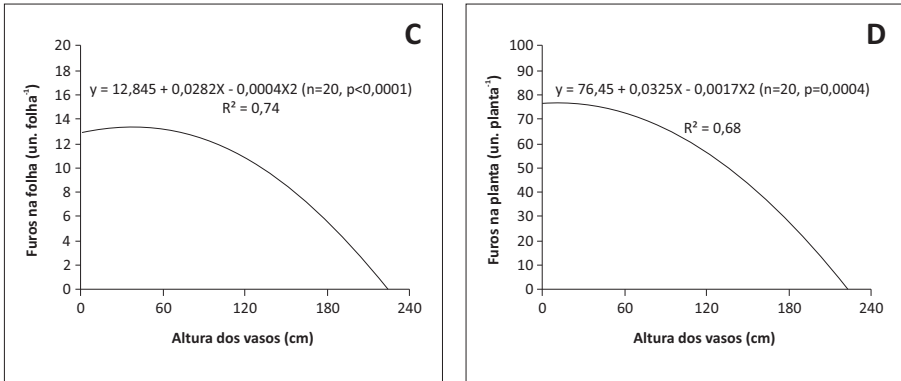 C
20
18
16
14
12
10
8
6
4
2
0
Furos na folha (un. folha⁻¹)
y = 12,845 + 0,0282X - 0,0004X2 (n=20, p<0,0001)
R² = 0,74
0 60 120 180 240
Altura dos vasos (cm)
D
100
90
80
70
60
50
40
30
20
10
0
Furos na planta (un. planta⁻¹)
y = 76,45 + 0,0325X - 0,0017X2 (n=20, p=0,0004)
R² = 0,68
0 60 120 180 240
Altura dos vasos (cm)